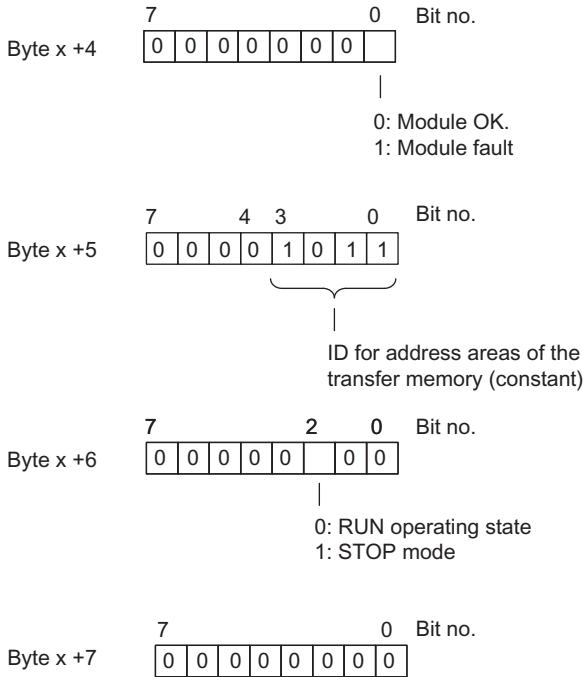 7 0 Bit no.
Byte x +4 0 0 0 0 0 0 0
0: Module OK.
1: Module fault
7 4 3 0 Bit no.
Byte x +5 0 0 0 0 1 0 1 1
ID for address areas of the
transfer memory (constant)
7 2 0 Bit no.
Byte x +6 0 0 0 0 0 0 0
0: RUN operating state
1: STOP mode
7 0 Bit no.
Byte x +7 0 0 0 0 0 0 0 0